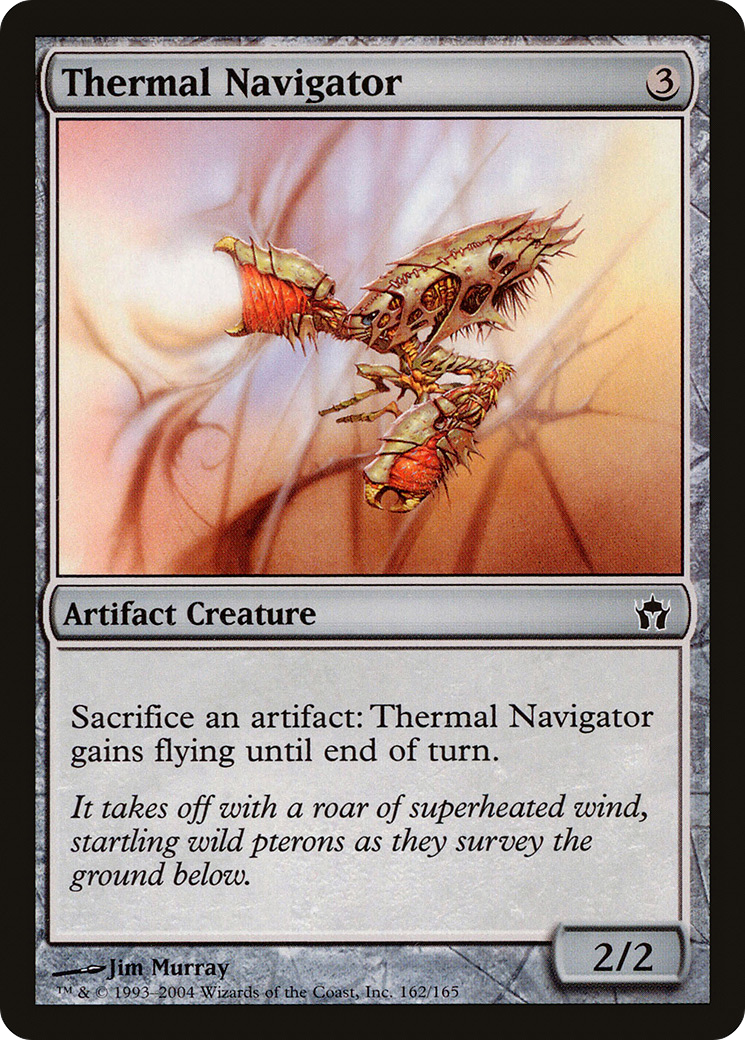 Thermal Navigator
3
Artifact Creature
Sacrifice an artifact: Thermal Navigator
gains flying until end of turn.
It takes off with a roar of superheated wind,
startling wild pterons as they survey the
ground below.
2/2
Jim Murray
™ & © 1993–2004 Wizards of the Coast, Inc. 162/165